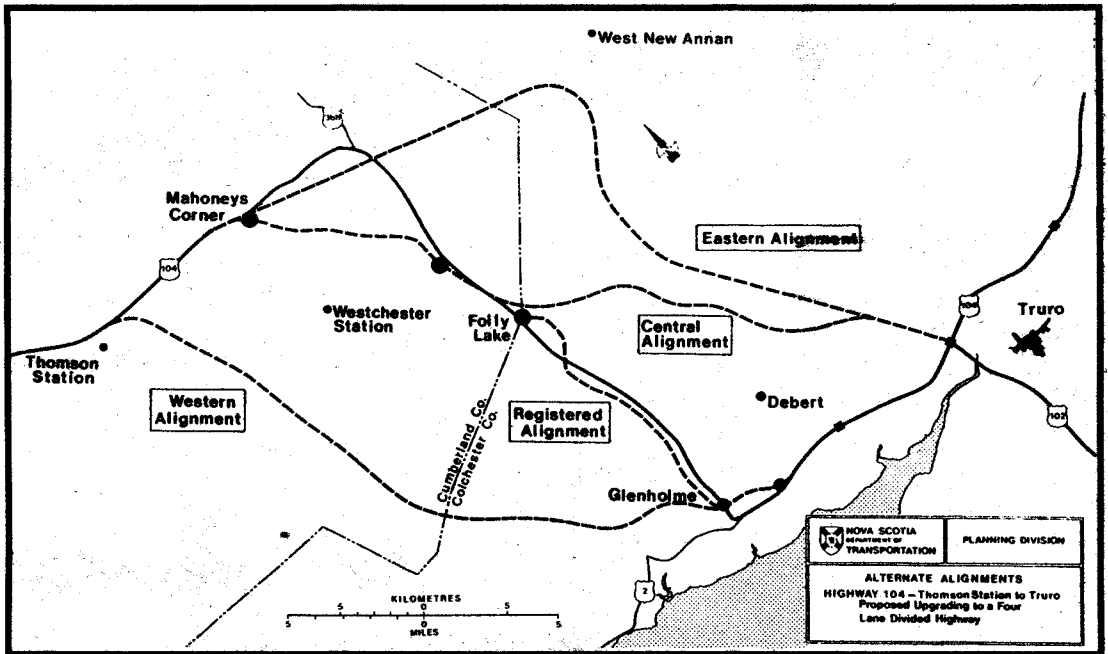 West New Annan
Mahoneys
Corner
104
Eastern Alignment
Westchester
Station
Folly
Lake
Central
Alignment
104
Truro
Thomson
Station
Western
Alignment
Registered
Alignment
Debert
102
Cumberland Co.
Colchester Co.
Glenholme
2
KILOMETRES
5 0 5
5 0 5
MILES
NOVA SCOTIA
DEPARTMENT OF
TRANSPORTATION
PLANNING DIVISION
ALTERNATE ALIGNMENTS
HIGHWAY 104 – Thomson Station to Truro
Proposed Upgrading to a Four
Lane Divided Highway